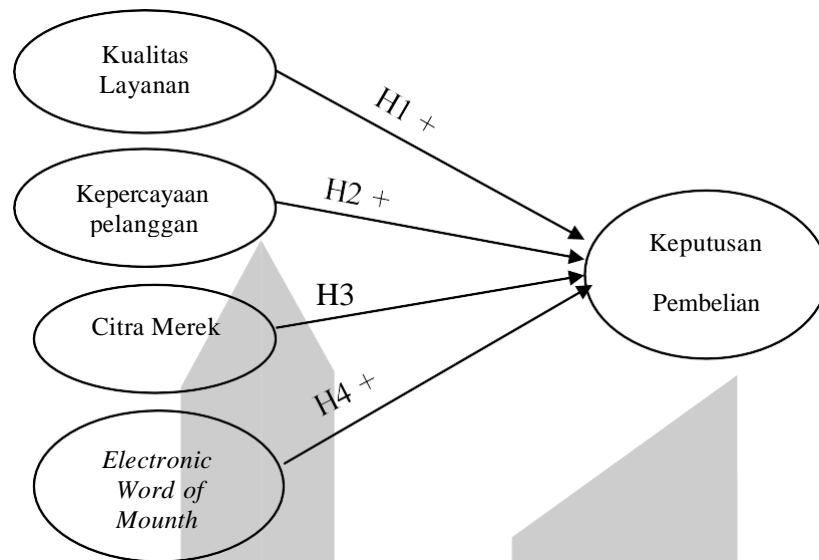 Kualitas
Layanan
H1 +
Kepercayaan
pelanggan
H2 +
Keputusan
Pembelian
Citra Merek
H3
H4 +
Electronic
Word of
Mounth